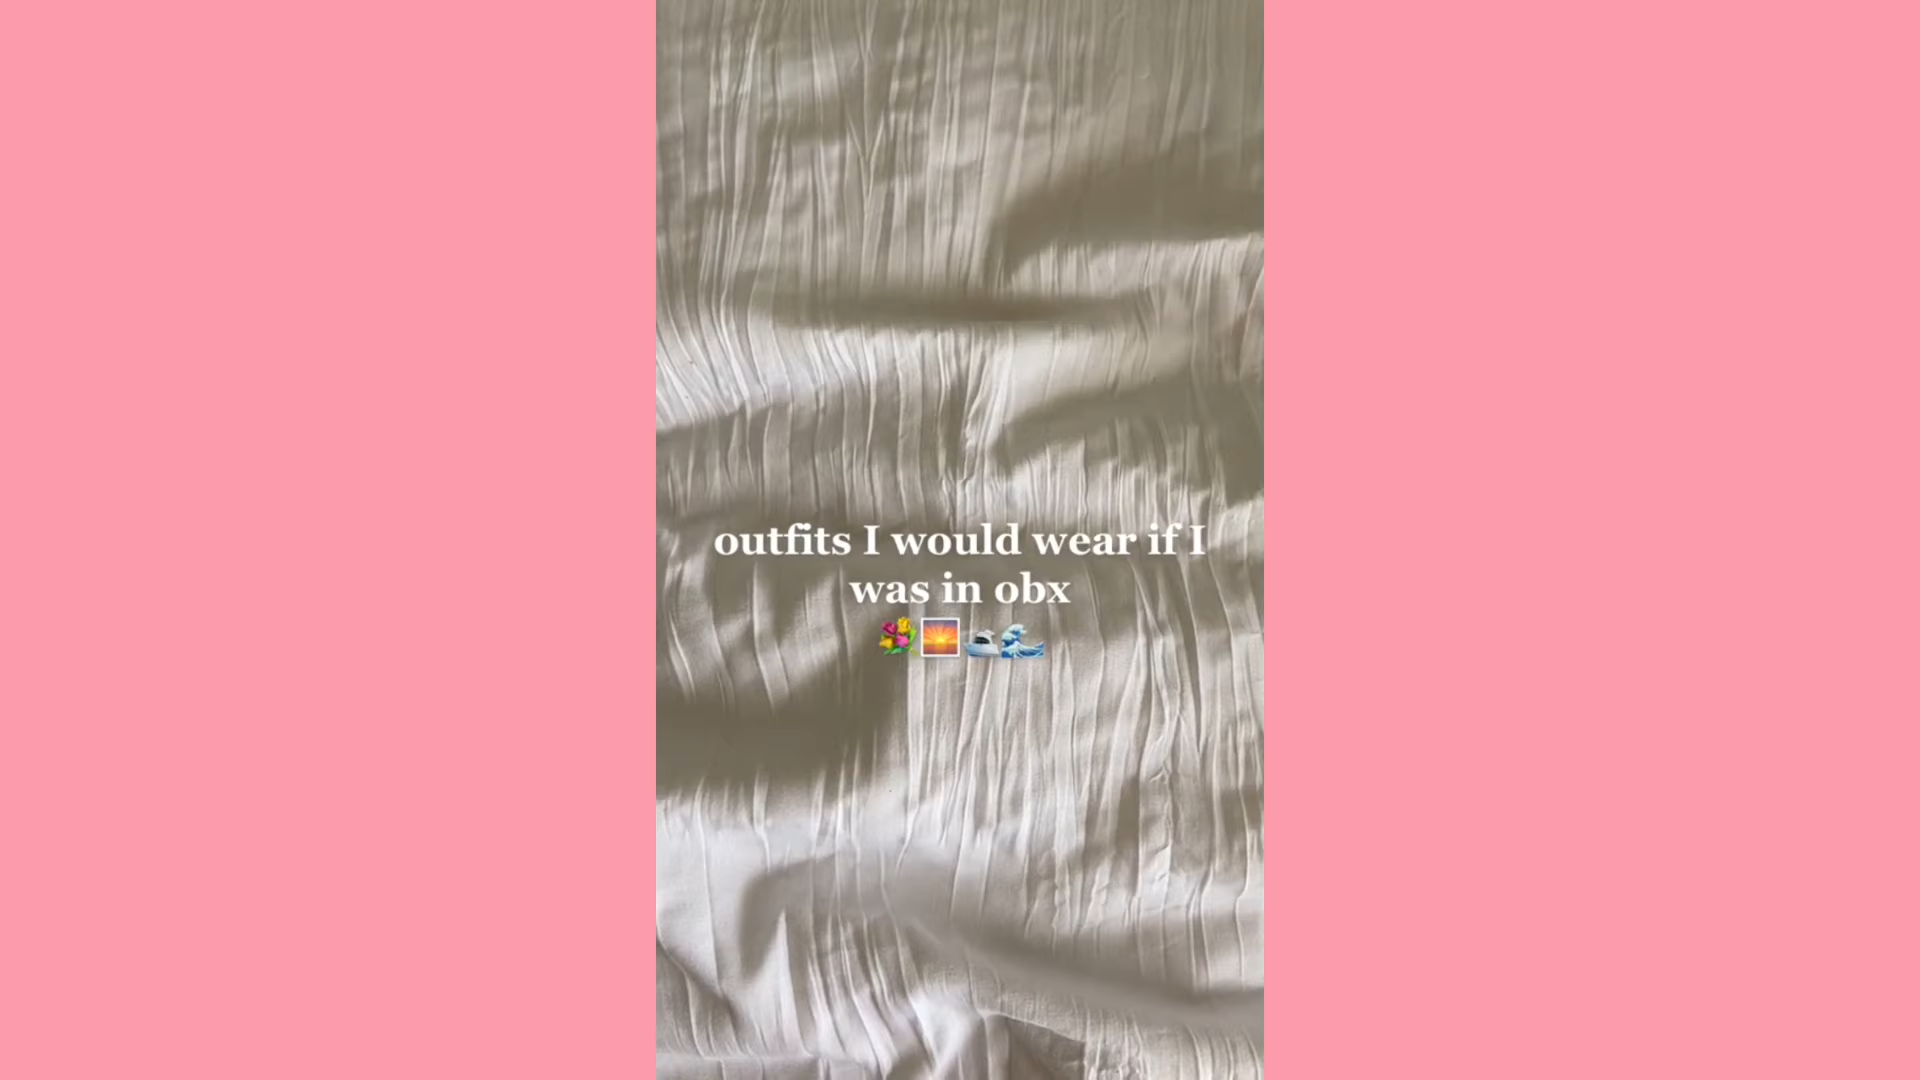 outfits I would wear if I
was in obx
💐🌅🛥️🌊